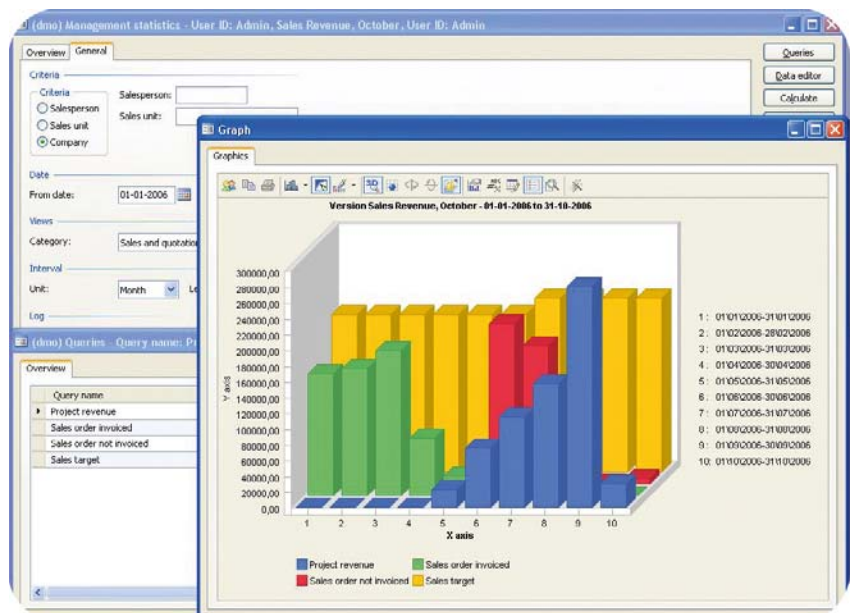 (dmo) Management statistics - User ID: Admin, Sales Revenue, October, User ID: Admin
Overview General
Queries
Data editor
Calculate
Criteria
Criteria
Salesperson
Sales unit
Company
Salesperson:
Sales unit:
Date
From date: 01-01-2006
Views
Category: Sales and quotation
Interval
Unit: Month
Log
(dmo) Queries - Query name:
Overview
Query name
Project revenue
Sales order invoiced
Sales order not invoiced
Sales target
Graph
Graphics
3D
Version Sales Revenue, October - 01-01-2006 to 31-10-2006
300000,00
280000,00
260000,00
240000,00
220000,00
200000,00
180000,00
160000,00
140000,00
120000,00
100000,00
80000,00
60000,00
40000,00
20000,00
0,00
Y axis
1 2 3 4 5 6 7 8 9 10
X axis
1 : 01\01\2006-31\01\2006
2 : 01\02\2006-28\02\2006
3 : 01\03\2006-31\03\2006
4 : 01\04\2006-30\04\2006
5 : 01\05\2006-31\05\2006
6 : 01\06\2006-30\06\2006
7 : 01\07\2006-31\07\2006
8 : 01\08\2006-31\08\2006
9 : 01\09\2006-30\09\2006
10: 01\10\2006-31\10\2006
Project revenue Sales order invoiced
Sales order not invoiced Sales target